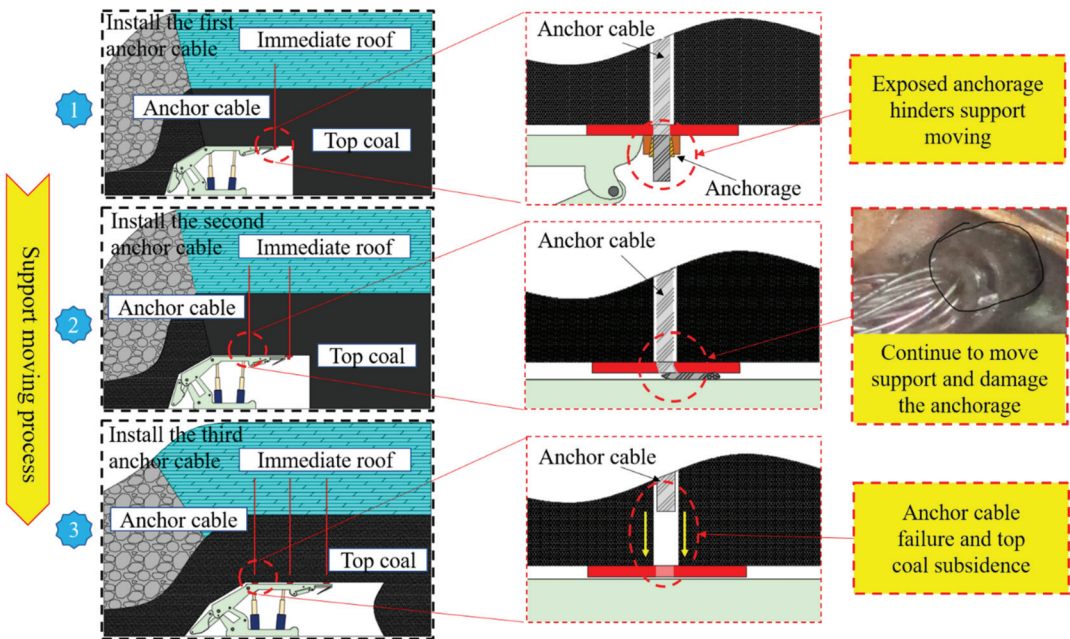 Support moving process
1
Install the first
anchor cable
Immediate roof
Anchor cable
Top coal
Anchor cable
Anchorage
Exposed anchorage
hinders support
moving
2
Install the second
anchor cable
Immediate roof
Anchor cable
Top coal
Anchor cable
Continue to move
support and damage
the anchorage
3
Install the third
anchor cable
Immediate roof
Anchor cable
Top coal
Anchor cable
Anchor cable
failure and top
coal subsidence